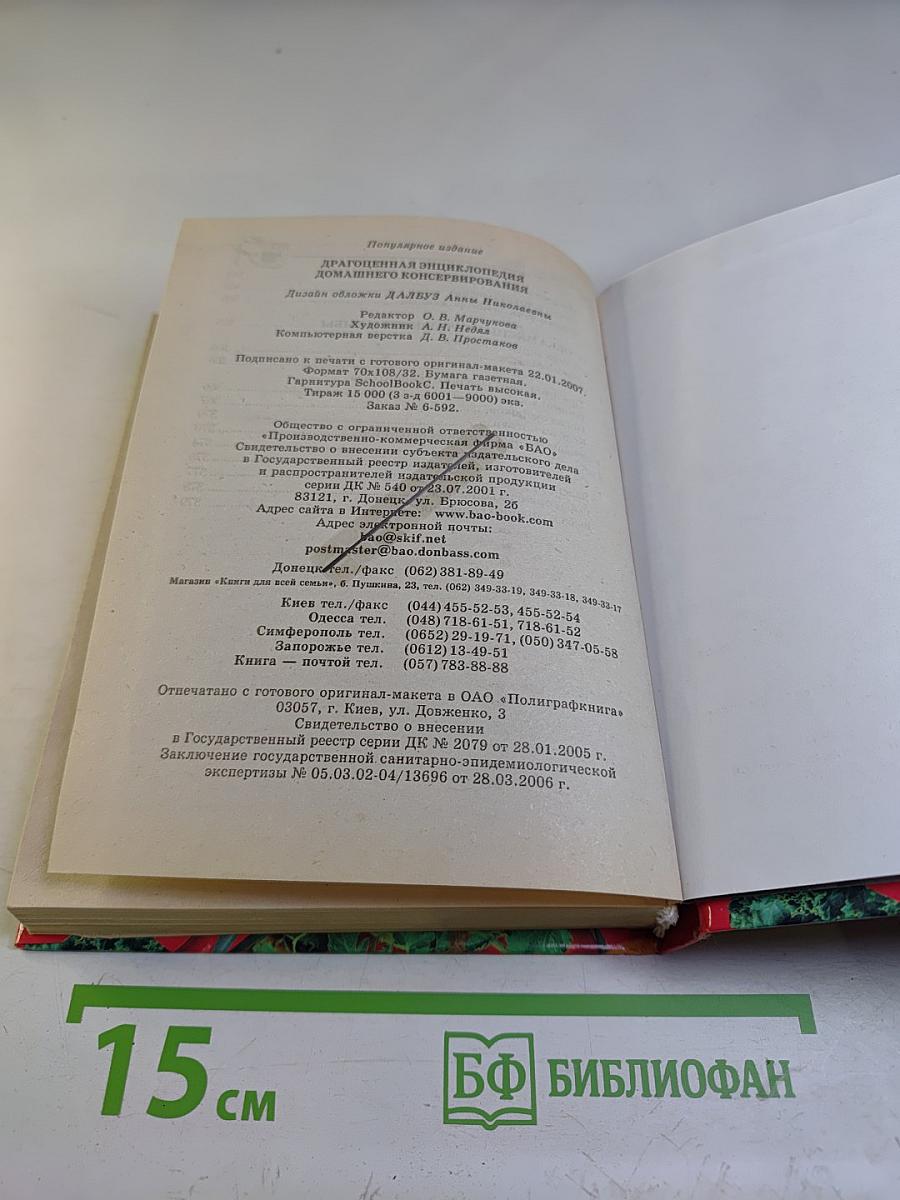 Популярное издание
ДРАГОЦЕННАЯ ЭНЦИКЛОПЕДИЯ
ДОМАШНЕГО КОНСЕРВИРОВАНИЯ
Дизайн обложки ДАЛБУЗ Анны Николаевны
Редактор О. В. Марчукова
Художник А. Н. Недял
Компьютерная верстка Д. В. Простаков
Подписано к печати с готового оригинал-макета 22.01.2007.
Формат 70x108/32. Бумага газетная.
Гарнитура SchoolBookC. Печать высокая.
Тираж 15 000 (3 з-д 6001—9000) экз.
Заказ № 6-592.
Общество с ограниченной ответственностью
«Производственно-коммерческая фирма «БАО»
Свидетельство о внесении субъекта издательского дела
в Государственный реестр издателей, изготовителей
и распространителей издательской продукции
серии ДК № 540 от 23.07.2001 г.
83121, г. Донецк, ул. Брюсова, 2б
Адрес сайта в Интернете: www.bao-book.com
Адрес электронной почты:
bao@skif.net
postmaster@bao.donbass.com
Донецк тел./факс (062) 381-89-49
Магазин «Книги для всей семьи», б. Пушкина, 23, тел. (062) 349-33-19, 349-33-18, 349-33-17
Киев тел./факс (044) 455-52-53, 455-52-54
Одесса тел. (048) 718-61-51, 718-61-52
Симферополь тел. (0652) 29-19-71, (050) 347-05-58
Запорожье тел. (0612) 13-49-51
Книга — почтой тел. (057) 783-88-88
Отпечатано с готового оригинал-макета в ОАО «Полиграфкнига»
03057, г. Киев, ул. Довженко, 3
Свидетельство о внесении
в Государственный реестр серии ДК № 2079 от 28.01.2005 г.
Заключение государственной санитарно-эпидемиологической
экспертизы № 05.03.02-04/13696 от 28.03.2006 г.
15 см
БФ БИБЛИОФАН